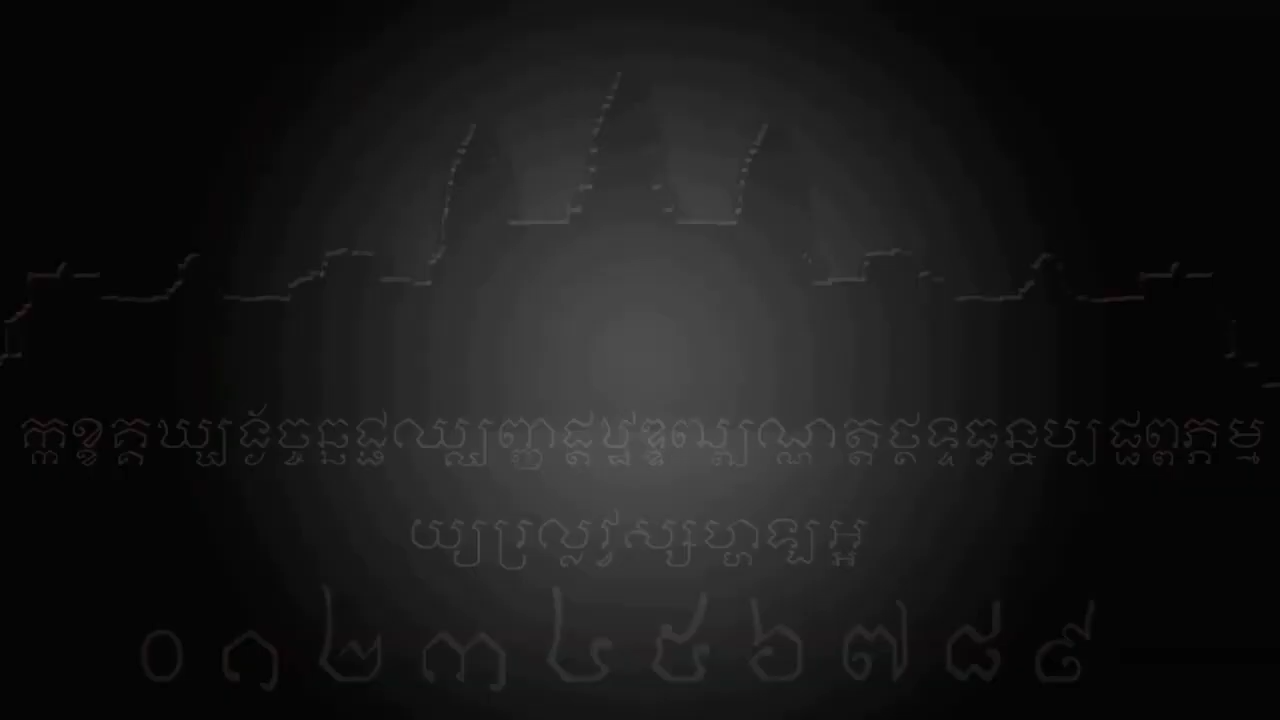 ក្កខ្ខគ្គឃ្ឃង្ង៉ច្ចឆ្ឆជ្ជឈ្ឈញ្ញដ្ដឋ្ឋឌ្ឌឍ្ឍណ្ណត្តថ្ថទ្ទធ្ធន្នប្បផ្ផព្ពភ្ភម្ម
យ្យរ្រល្លវ្វស្សហ្ហឡ្ឡអ្អ
០១២៣៤៥៦៧៨៩